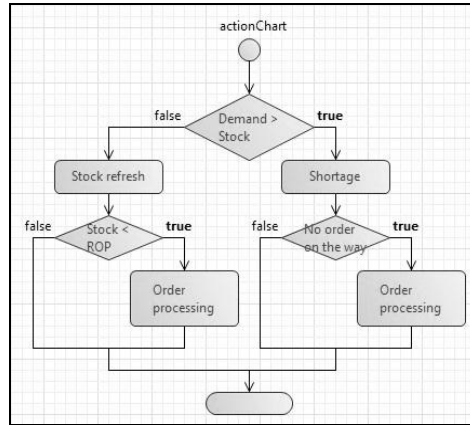 actionChart
false
Demand >
Stock
true
Stock refresh
Shortage
false
Stock <
ROP
true
false
No order
on the way
true
Order
processing
Order
processing